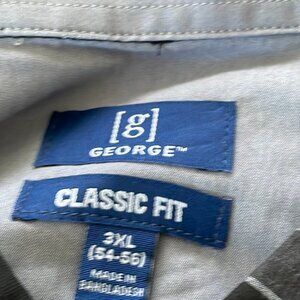 [g]
GEORGE™
CLASSIC FIT
3XL
(54-56)
MADE IN
BANGLADESH